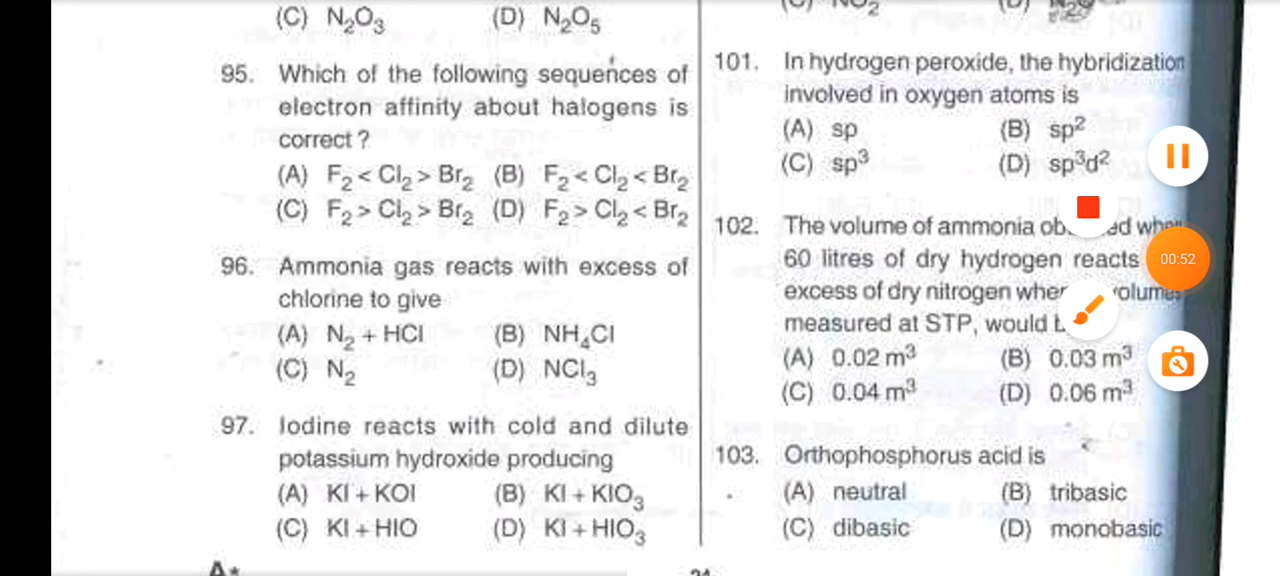 (C) N₂O₃ (D) N₂O₅
95. Which of the following sequences of
electron affinity about halogens is
correct ?
(A) F₂ < Cl₂ > Br₂ (B) F₂ < Cl₂ < Br₂
(C) F₂ > Cl₂ > Br₂ (D) F₂ > Cl₂ < Br₂
96. Ammonia gas reacts with excess of
chlorine to give
(A) N₂ + HCl (B) NH₄Cl
(C) N₂ (D) NCl₃
97. Iodine reacts with cold and dilute
potassium hydroxide producing
(A) KI + KOI (B) KI + KIO₃
(C) KI + HIO (D) KI + HIO₃
A*
(C) NO₂ (D)
101. In hydrogen peroxide, the hybridization
involved in oxygen atoms is
(A) sp (B) sp²
(C) sp³ (D) sp³d²
102. The volume of ammonia
60 litres of dry hydrogen reacts
excess of dry nitrogen
measured at STP, would
(A) 0.02 m³ (B) 0.03 m³
(C) 0.04 m³ (D) 0.06 m³
103. Orthophosphorus acid is
(A) neutral (B) tribasic
(C) dibasic (D) monobasic
00:52